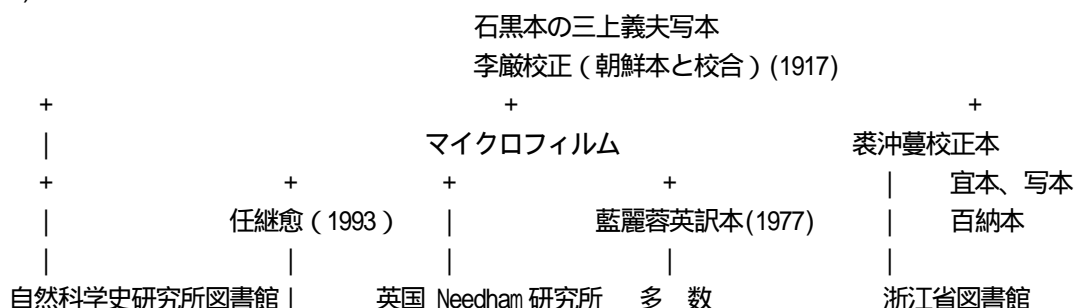 石黒本の三上義夫写本
李厳校正（朝鮮本と校合）(1917)
+ + +
| マイクロフィルム 裘沖蔓校正本
+ + + + | 宜本、写本
| 任継愈（1993） | 藍麗蓉英訳本(1977) | 百納本
| | | | |
自然科学史研究所図書館 | 英国 Needham 研究所 多 数 浙江省図書館